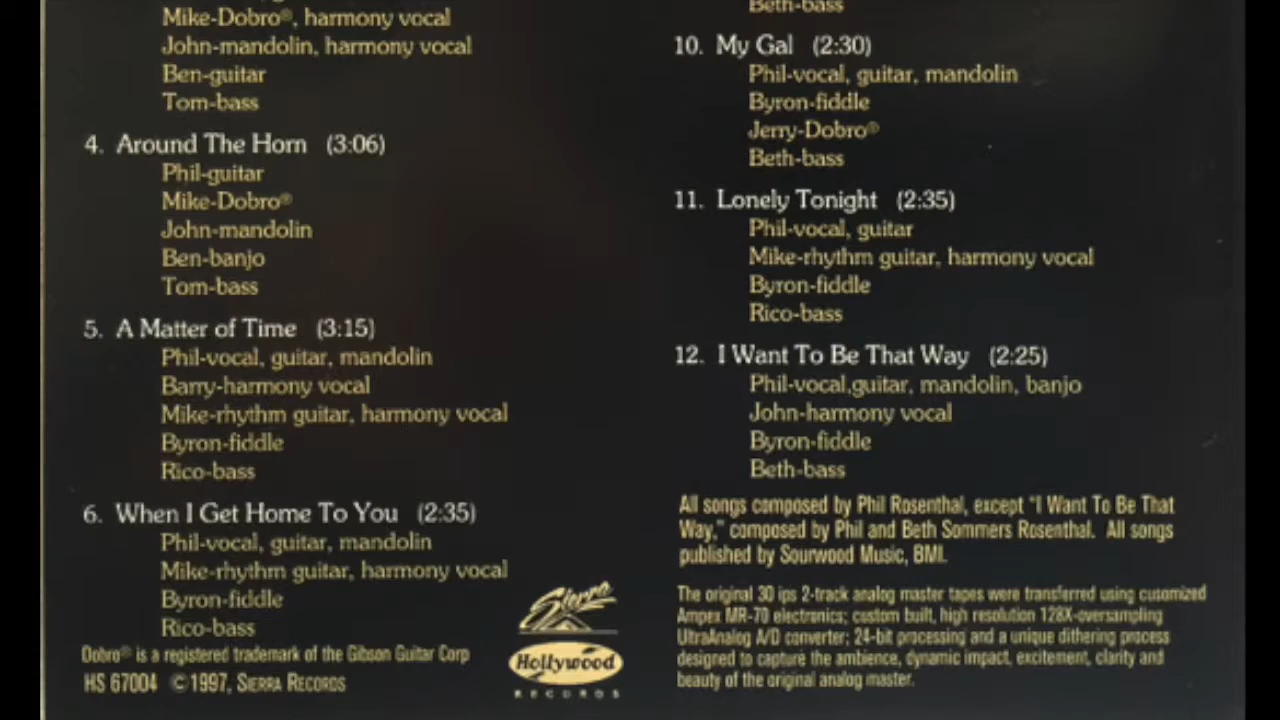 Mike-Dobro®, harmony vocal
John-mandolin, harmony vocal
Ben-guitar
Tom-bass
4. Around The Horn (3:06)
Phil-guitar
Mike-Dobro®
John-mandolin
Ben-banjo
Tom-bass
5. A Matter of Time (3:15)
Phil-vocal, guitar, mandolin
Barry-harmony vocal
Mike-rhythm guitar, harmony vocal
Byron-fiddle
Rico-bass
6. When I Get Home To You (2:35)
Phil-vocal, guitar, mandolin
Mike-rhythm guitar, harmony vocal
Byron-fiddle
Rico-bass
Dobro® is a registered trademark of the Gibson Guitar Corp
HS 67004 ©1997, SIERRA RECORDS
Sierra
Hollywood
RECORDS
Beth-bass
10. My Gal (2:30)
Phil-vocal, guitar, mandolin
Byron-fiddle
Jerry-Dobro®
Beth-bass
11. Lonely Tonight (2:35)
Phil-vocal, guitar
Mike-rhythm guitar, harmony vocal
Byron-fiddle
Rico-bass
12. I Want To Be That Way (2:25)
Phil-vocal,guitar, mandolin, banjo
John-harmony vocal
Byron-fiddle
Beth-bass
All songs composed by Phil Rosenthal, except "I Want To Be That
Way," composed by Phil and Beth Sommers Rosenthal. All songs
published by Sourwood Music, BMI.
The original 30 ips 2-track analog master tapes were transferred using cusomized
Ampex MR-70 electronics; custom built, high resolution 128X-oversampling
UltraAnalog A/D converter; 24-bit processing and a unique dithering process
designed to capture the ambience, dynamic impact, excitement, clarity and
beauty of the original analog master.